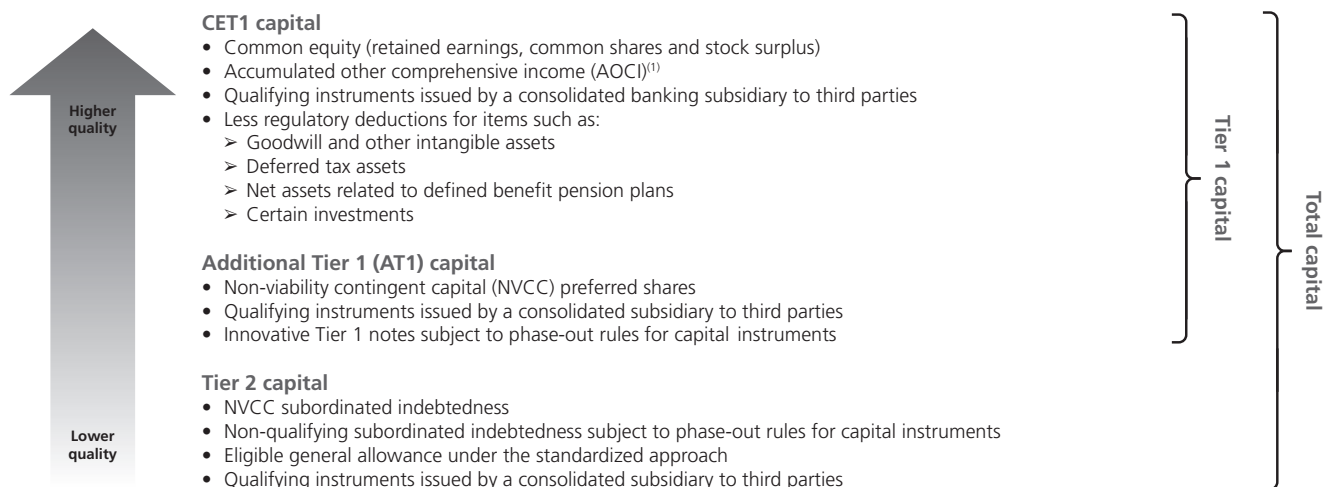 CET1 capital
• Common equity (retained earnings, common shares and stock surplus)
• Accumulated other comprehensive income (AOCI)(1)
• Qualifying instruments issued by a consolidated banking subsidiary to third parties
• Less regulatory deductions for items such as:
➢ Goodwill and other intangible assets
➢ Deferred tax assets
➢ Net assets related to defined benefit pension plans
➢ Certain investments
Higher
quality
Additional Tier 1 (AT1) capital
• Non-viability contingent capital (NVCC) preferred shares
• Qualifying instruments issued by a consolidated subsidiary to third parties
• Innovative Tier 1 notes subject to phase-out rules for capital instruments
Tier 2 capital
• NVCC subordinated indebtedness
• Non-qualifying subordinated indebtedness subject to phase-out rules for capital instruments
• Eligible general allowance under the standardized approach
• Qualifying instruments issued by a consolidated subsidiary to third parties
Lower
quality
Tier 1 capital
Total capital